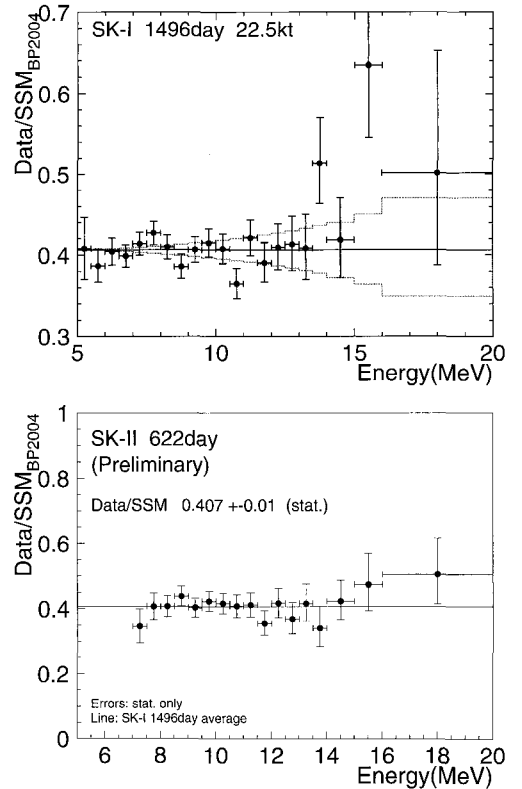 SK-I 1496day 22.5kt
Data/SSM_BP2004
0.7
0.6
0.5
0.4
0.3
5 10 15 20
Energy(MeV)
SK-II 622day
(Preliminary)
Data/SSM 0.407 +-0.01 (stat.)
Data/SSM_BP2004
1
0.8
0.6
0.4
0.2
0
Errors: stat. only
Line: SK-I 1496day average
6 8 10 12 14 16 18 20
Energy(MeV)